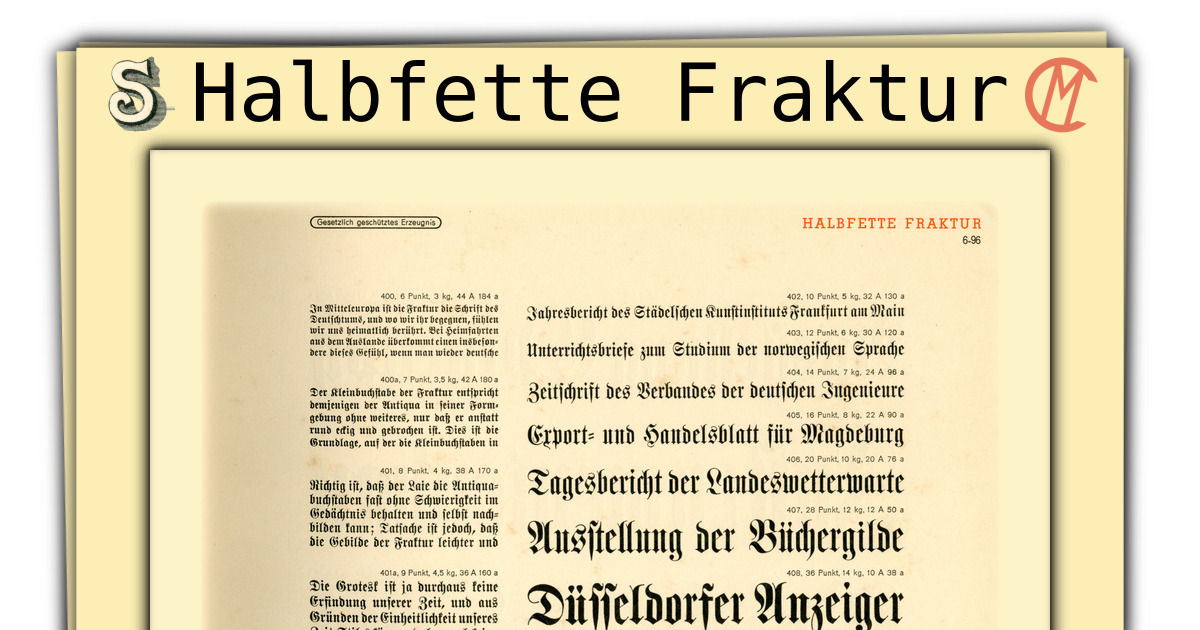 S Halbfette Fraktur
Gesetzlich geschütztes Erzeugnis
HALBFETTE FRAKTUR
6-96
400, 6 Punkt, 3 kg, 44 A 184 a
In Mitteleuropa ist die Fraktur die Schrift des
Deutschtums, und wo wir ihr begegnen, fühlen
wir uns heimatlich berührt. Bei Heimfahrten
aus dem Auslande überkommt einen insbeson-
dere dieses Gefühl, wenn man wieder deutsche
400a, 7 Punkt, 3,5 kg, 42 A 180 a
Der Kleinbuchstabe der Fraktur entspricht
demjenigen der Antiqua in seiner Form-
gebung ohne weiteres, nur daß er anstatt
rund eckig und gebrochen ist. Dies ist die
Grundlage, auf der die Kleinbuchstaben in
401, 8 Punkt, 4 kg, 38 A 170 a
Richtig ist, daß der Laie die Antiqua-
buchstaben fast ohne Schwierigkeit im
Gedächtnis behalten und selbst nach-
bilden kann; Tatsache ist jedoch, daß
die Gebilde der Fraktur leichter und
401a, 9 Punkt, 4,5 kg, 36 A 160 a
Die Grotesk ist ja durchaus keine
Erfindung unserer Zeit, und aus
Gründen der Einheitlichkeit unseres
402, 10 Punkt, 5 kg, 32 A 130 a
Jahresbericht des Städelschen Kunstinstituts Frankfurt am Main
403, 12 Punkt, 6 kg, 30 A 120 a
Unterrichtsbriefe zum Studium der norwegischen Sprache
404, 14 Punkt, 7 kg, 24 A 96 a
Zeitschrift des Verbandes der deutschen Ingenieure
405, 16 Punkt, 8 kg, 22 A 90 a
Export- und Handelsblatt für Magdeburg
406, 20 Punkt, 10 kg, 20 A 76 a
Tagesbericht der Landeswetterwarte
407, 28 Punkt, 12 kg, 12 A 50 a
Ausstellung der Büchergilde
408, 36 Punkt, 14 kg, 10 A 38 a
Düsseldorfer Anzeiger